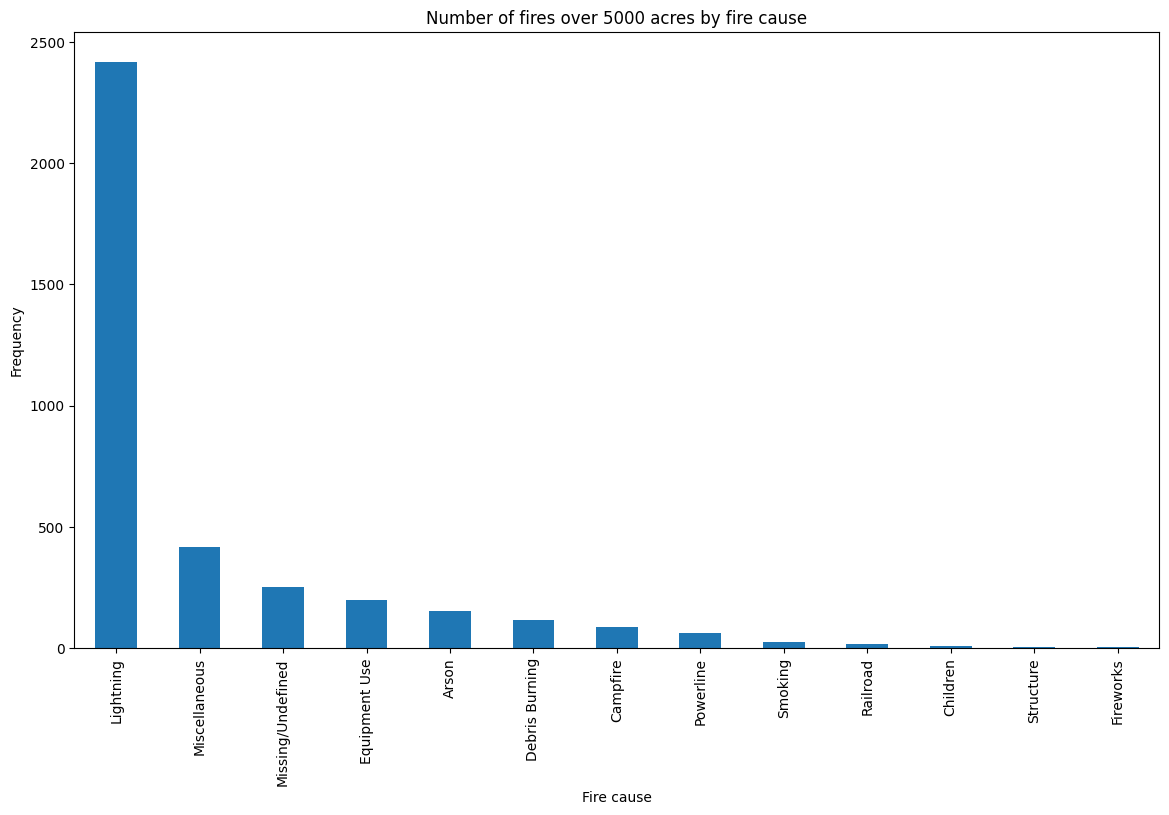 Number of fires over 5000 acres by fire cause
2500
2000
1500
1000
500
0
Frequency
Lightning
Miscellaneous
Missing/Undefined
Equipment Use
Arson
Debris Burning
Campfire
Powerline
Smoking
Railroad
Children
Structure
Fireworks
Fire cause